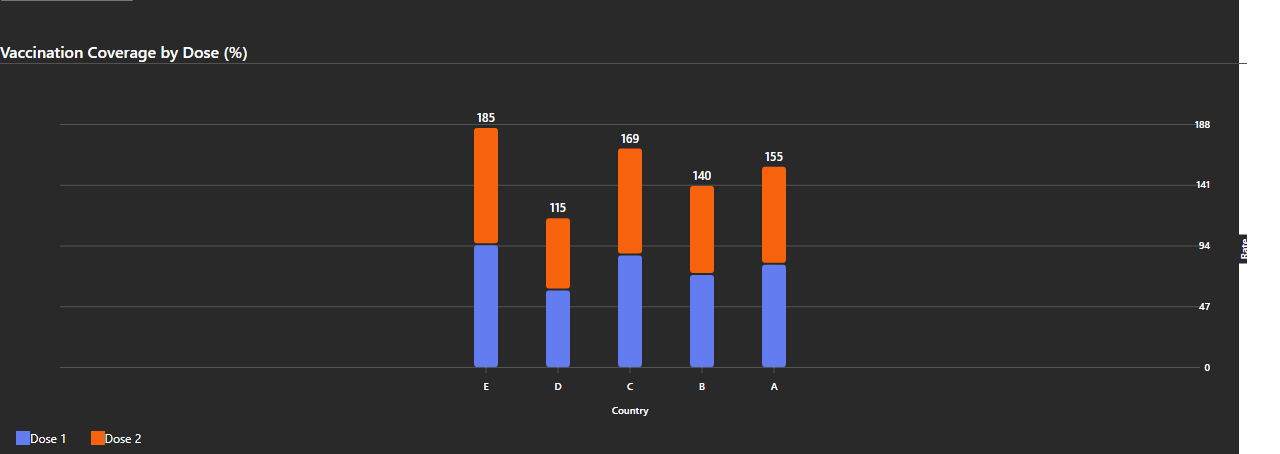 Vaccination Coverage by Dose (%)
185
169
155
140
115
188
141
94
47
0
Rate
E D C B A
Country
Dose 1 Dose 2